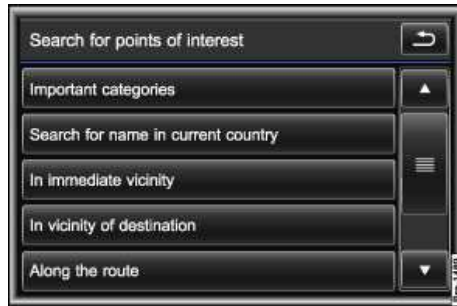 Search for points of interest
Important categories
Search for name in current country
In immediate vicinity
In vicinity of destination
Along the route